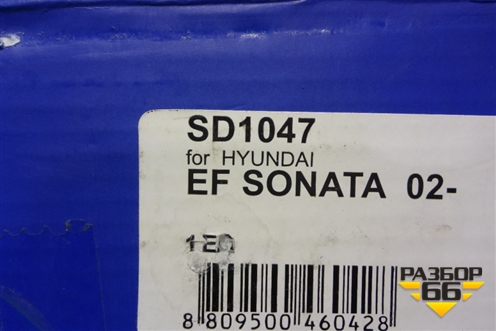 SD1047
for HYUNDAI
EF SONATA 02-
8 809500 460428
РАЗБОР
66